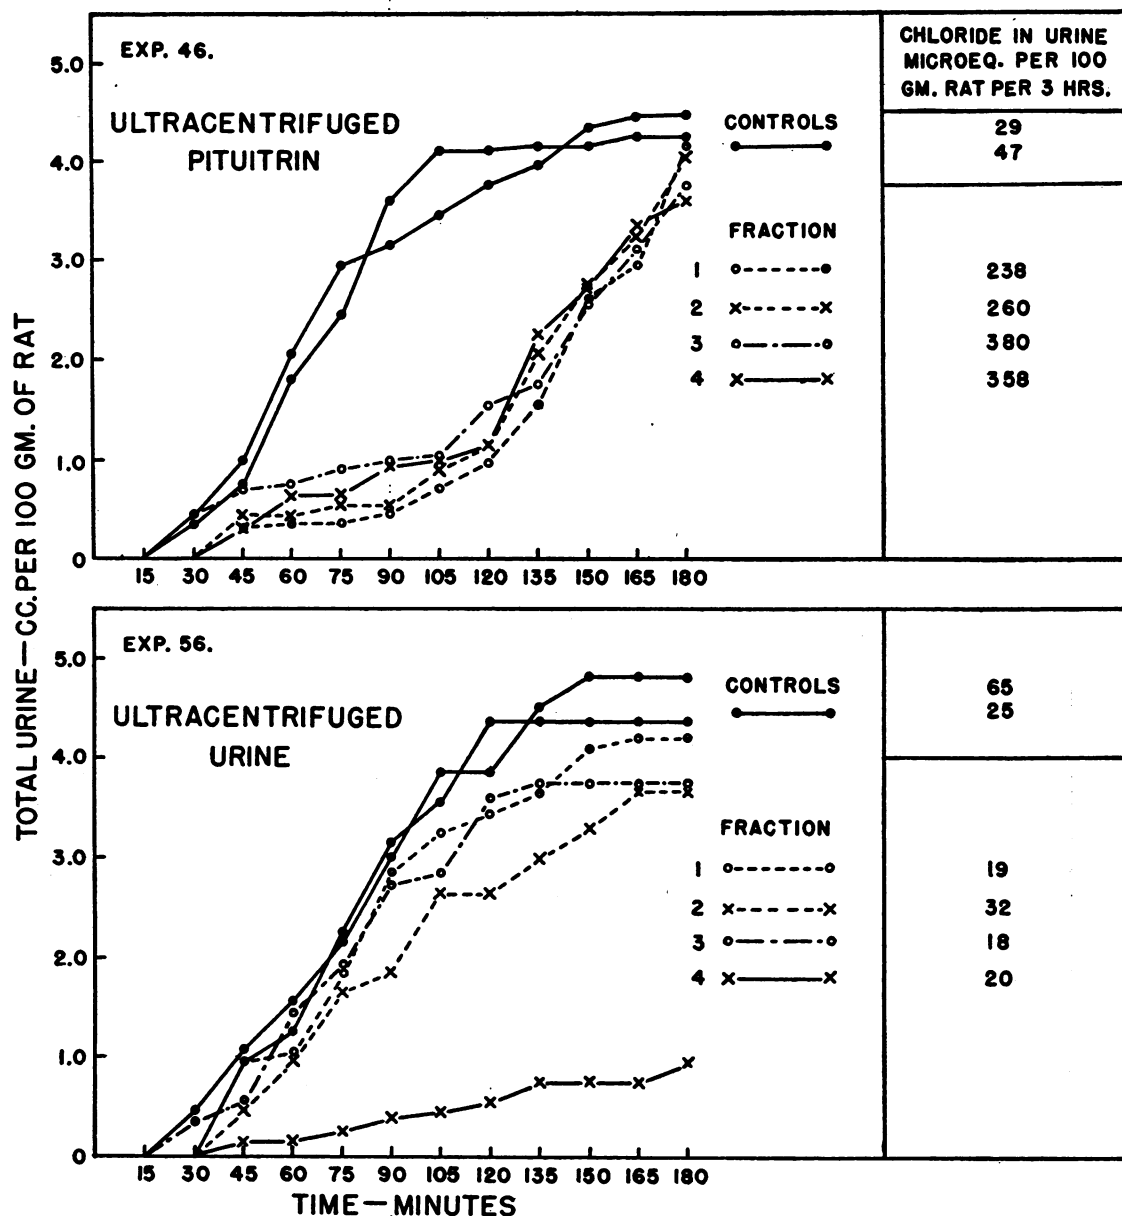 EXP. 46.
ULTRACENTRIFUGED
PITUITRIN
CHLORIDE IN URINE
MICROEQ. PER 100
GM. RAT PER 3 HRS.
CONTROLS
29
47
FRACTION
1 238
2 260
3 380
4 358
5.0
4.0
3.0
2.0
1.0
0
15 30 45 60 75 90 105 120 135 150 165 180
TOTAL URINE—CC. PER 100 GM. OF RAT
EXP. 56.
ULTRACENTRIFUGED
URINE
CONTROLS
65
25
FRACTION
1 19
2 32
3 18
4 20
5.0
4.0
3.0
2.0
1.0
0
15 30 45 60 75 90 105 120 135 150 165 180
TIME—MINUTES